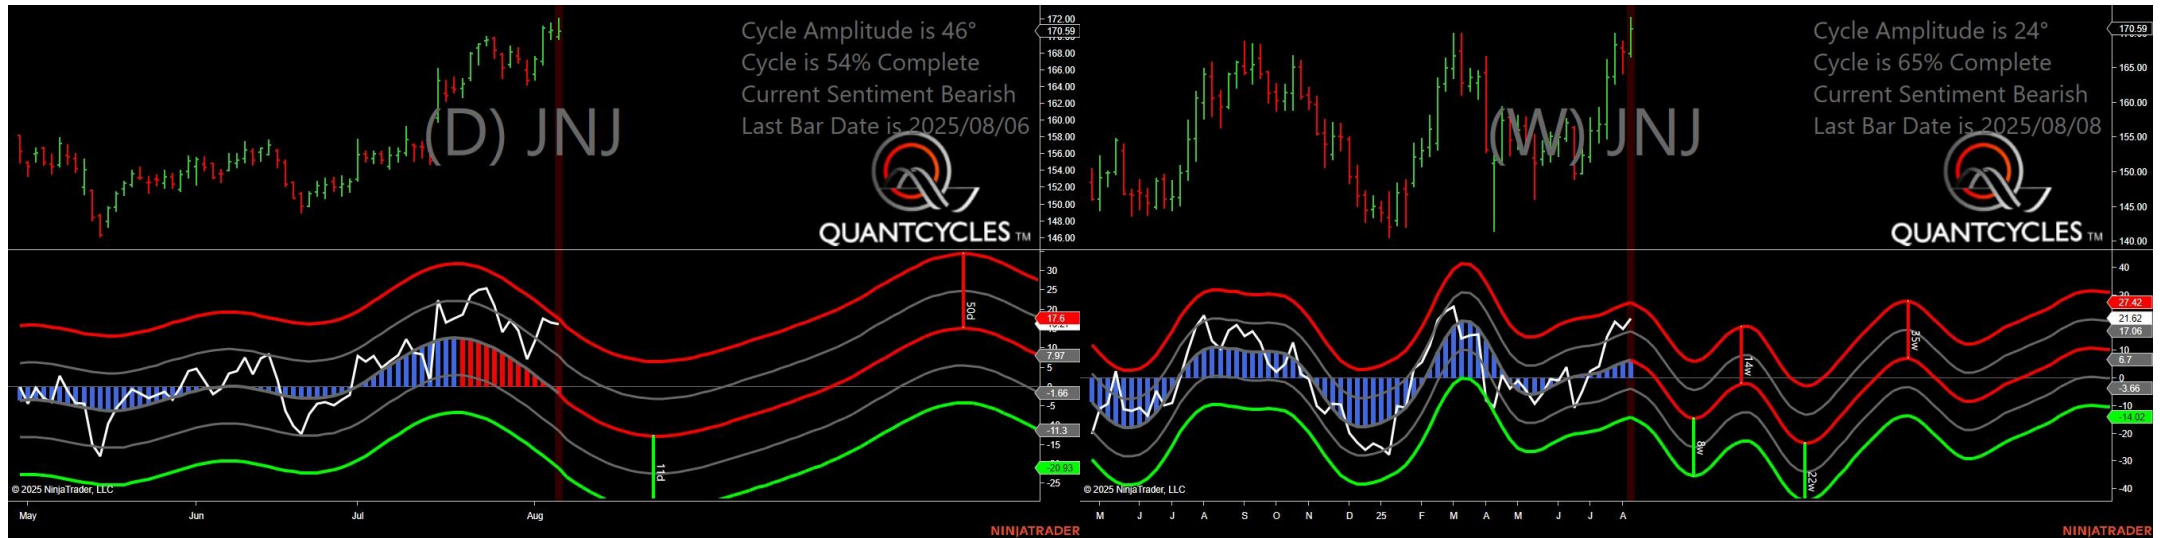 Cycle Amplitude is 46°
Cycle is 54% Complete
Current Sentiment Bearish
Last Bar Date is 2025/08/06
(D) JNJ
QUANTCYCLES TM
172.00
170.59
168.00
166.00
164.00
162.00
160.00
158.00
156.00
154.00
152.00
150.00
148.00
146.00
30
25
20
17.6
7.97
5
0
-1.66
-5
-11.3
-15
-20.93
-25
50d
11d
© 2025 NinjaTrader, LLC
May
Jun
Jul
Aug
NINJATRADER
Cycle Amplitude is 24°
Cycle is 65% Complete
Current Sentiment Bearish
Last Bar Date is 2025/08/08
(W) JNJ
QUANTCYCLES TM
170.59
165.00
160.00
155.00
150.00
145.00
140.00
40
27.42
21.62
17.06
10
6.7
0
-3.66
-10
-14.02
-20
-30
-40
8w
14w
22w
35w
© 2025 NinjaTrader, LLC
M
J
J
A
S
O
N
D
25
F
M
A
M
J
J
A
NINJATRADER